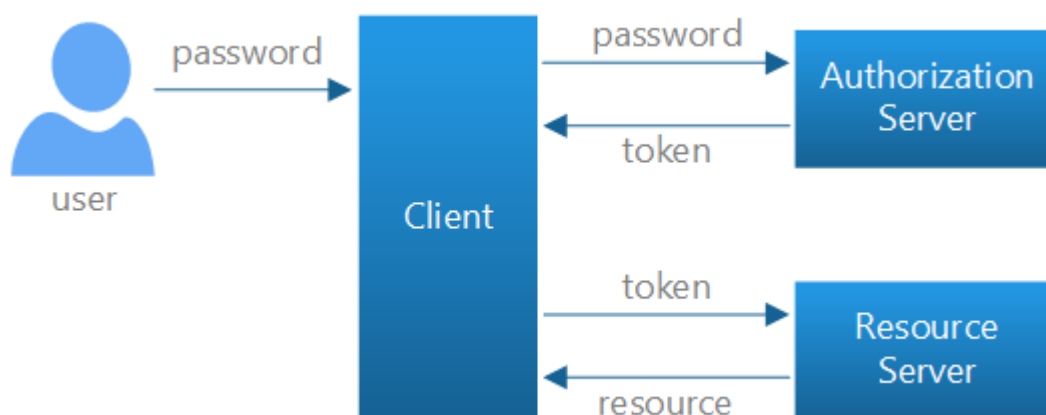 password
user
Client
password
token
Authorization
Server
token
resource
Resource
Server